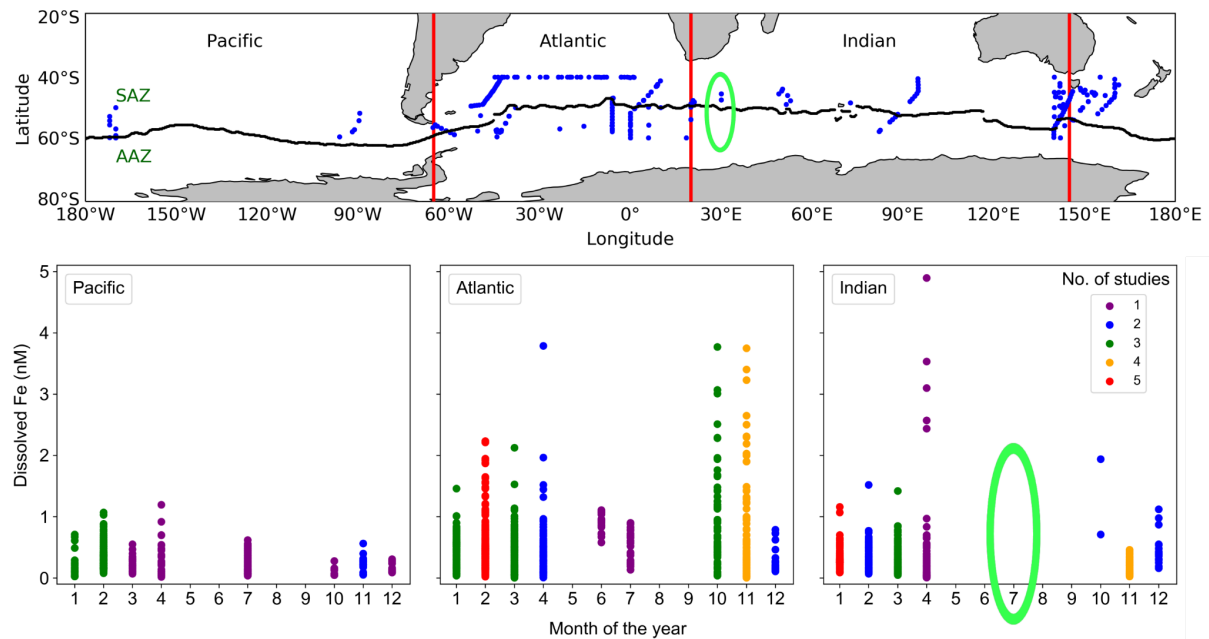 20°S
Pacific Atlantic Indian
40°S
SAZ
60°S
AAZ
80°S
Latitude
180°W 150°W 120°W 90°W 60°W 30°W 0° 30°E 60°E 90°E 120°E 150°E 180°E
Longitude
Pacific Atlantic Indian
No. of studies
1
2
3
4
5
5
4
3
2
1
0
Dissolved Fe (nM)
1 2 3 4 5 6 7 8 9 10 11 12
1 2 3 4 5 6 7 8 9 10 11 12
1 2 3 4 5 6 7 8 9 10 11 12
Month of the year